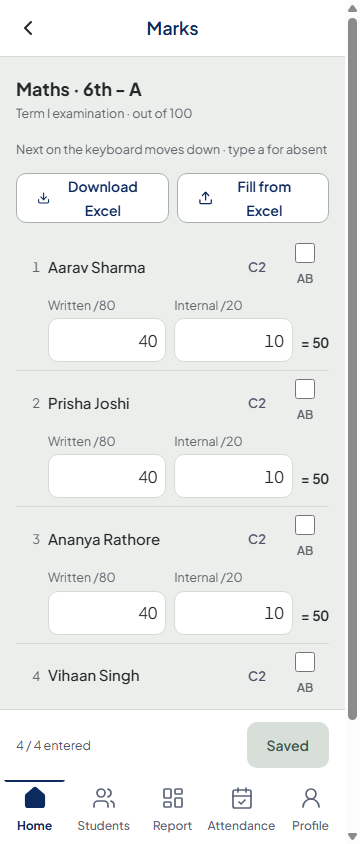 Marks
Maths · 6th - A
Term I examination · out of 100
Next on the keyboard moves down · type a for absent
Download Excel
Fill from Excel
1 Aarav Sharma C2 AB
Written /80 Internal /20
40 10 = 50
2 Prisha Joshi C2 AB
Written /80 Internal /20
40 10 = 50
3 Ananya Rathore C2 AB
Written /80 Internal /20
40 10 = 50
4 Vihaan Singh C2 AB
4 / 4 entered Saved
Home Students Report Attendance Profile